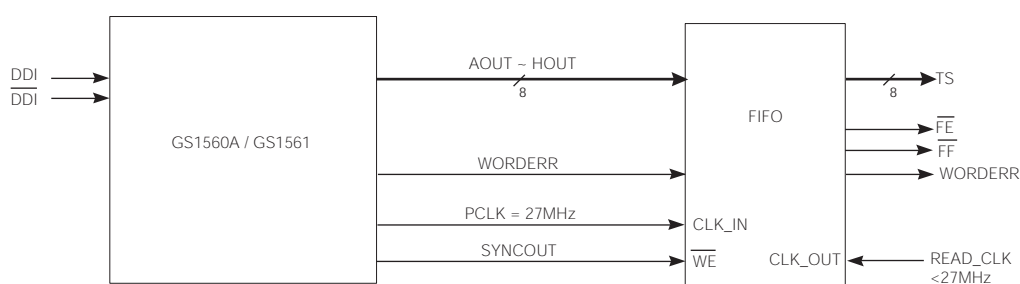 AOUT ~ HOUT
DDI
DDI
8
8
TS
GS1560A / GS1561
FIFO
FE
FF
WORDERR
WORDERR
PCLK = 27MHz
CLK_IN
SYNCOUT
WE
CLK_OUT
READ_CLK
<27MHz